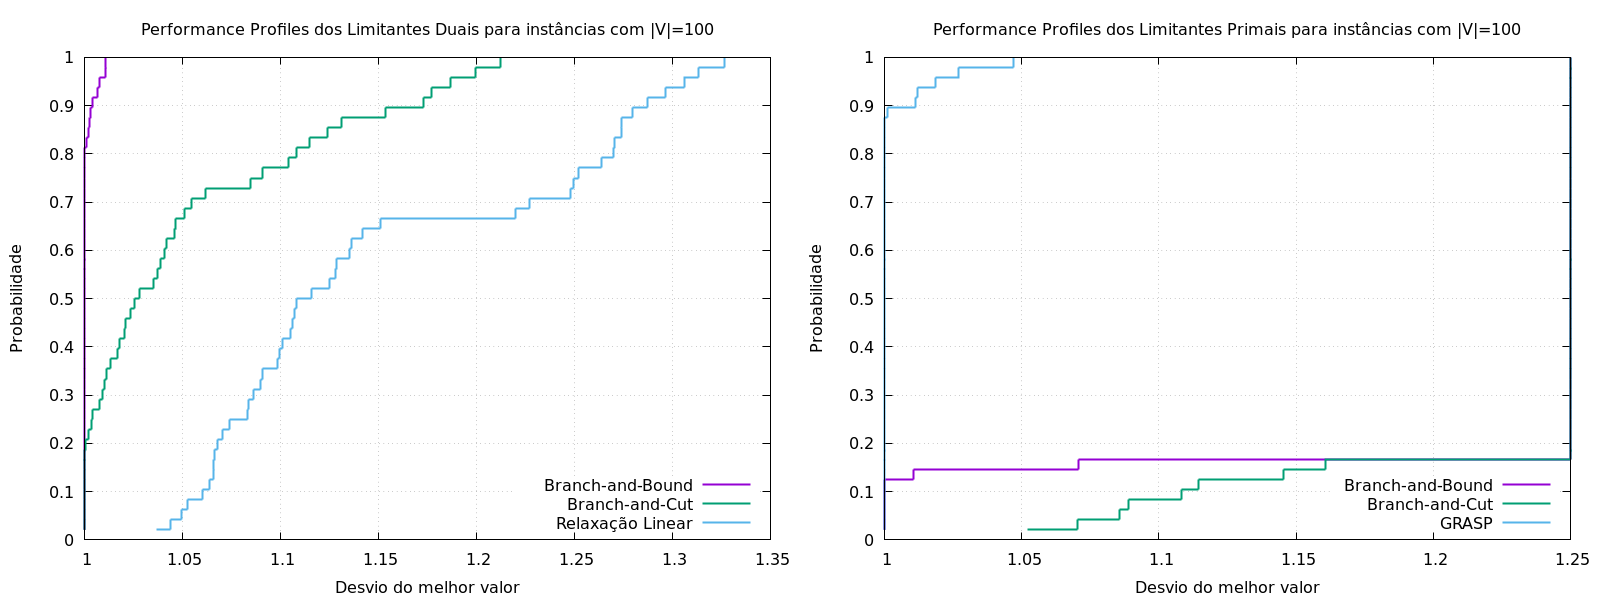 Performance Profiles dos Limitantes Duais para instâncias com |V|=100
1
0.9
0.8
0.7
0.6
0.5
0.4
0.3
0.2
0.1
0
Probabilidade
Branch-and-Bound
Branch-and-Cut
Relaxação Linear
1 1.05 1.1 1.15 1.2 1.25 1.3 1.35
Desvio do melhor valor
Performance Profiles dos Limitantes Primais para instâncias com |V|=100
1
0.9
0.8
0.7
0.6
0.5
0.4
0.3
0.2
0.1
0
Probabilidade
Branch-and-Bound
Branch-and-Cut
GRASP
1 1.05 1.1 1.15 1.2 1.25
Desvio do melhor valor